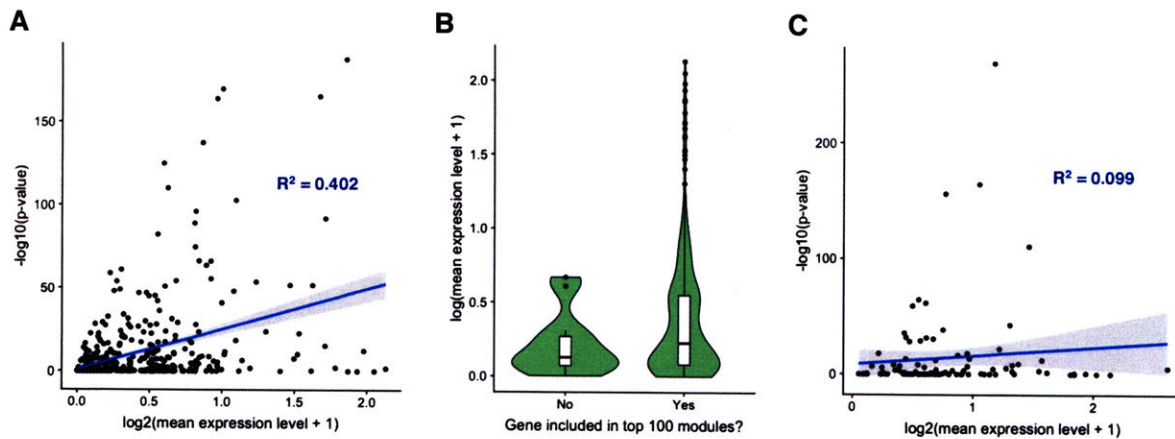 A
-log10(p-value)
150
100
50
0
R² = 0.402
0.0
0.5
1.0
1.5
2.0
log2(mean expression level + 1)
B
log(mean expression level + 1)
2.0
1.5
1.0
0.5
0.0
No
Yes
Gene included in top 100 modules?
C
-log10(p-value)
200
100
0
R² = 0.099
0
1
2
log2(mean expression level + 1)